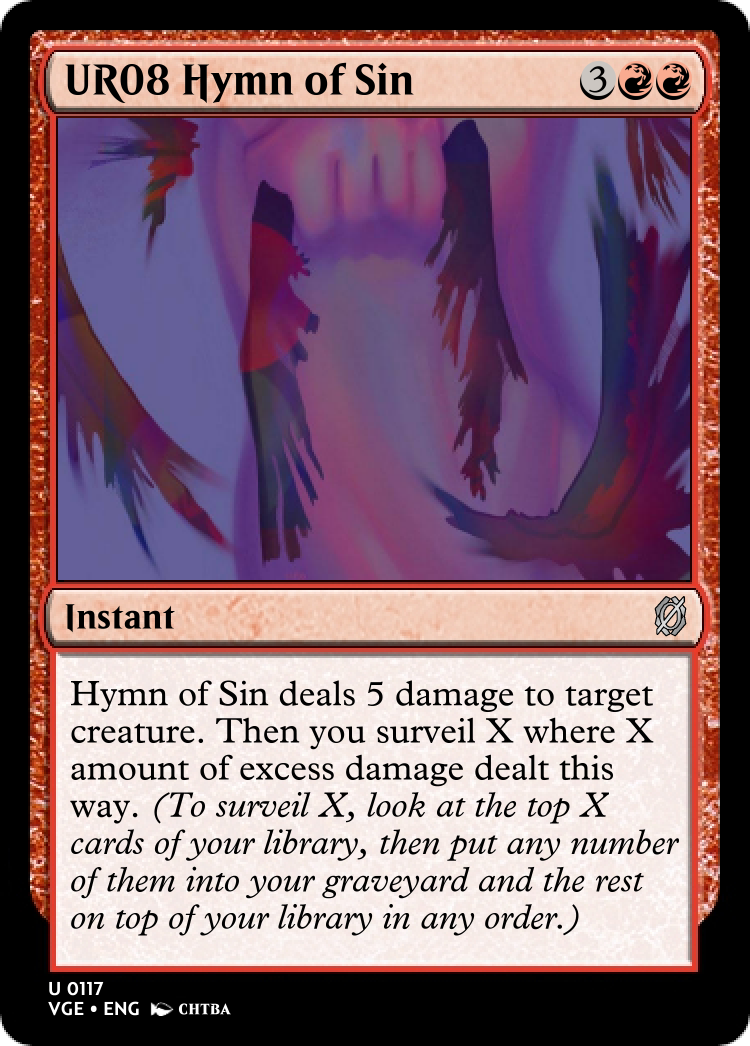 UR08 Hymn of Sin 3
Instant
Hymn of Sin deals 5 damage to target
creature. Then you surveil X where X
amount of excess damage dealt this
way. (To surveil X, look at the top X
cards of your library, then put any number
of them into your graveyard and the rest
on top of your library in any order.)
U 0117
VGE • ENG CHTBA